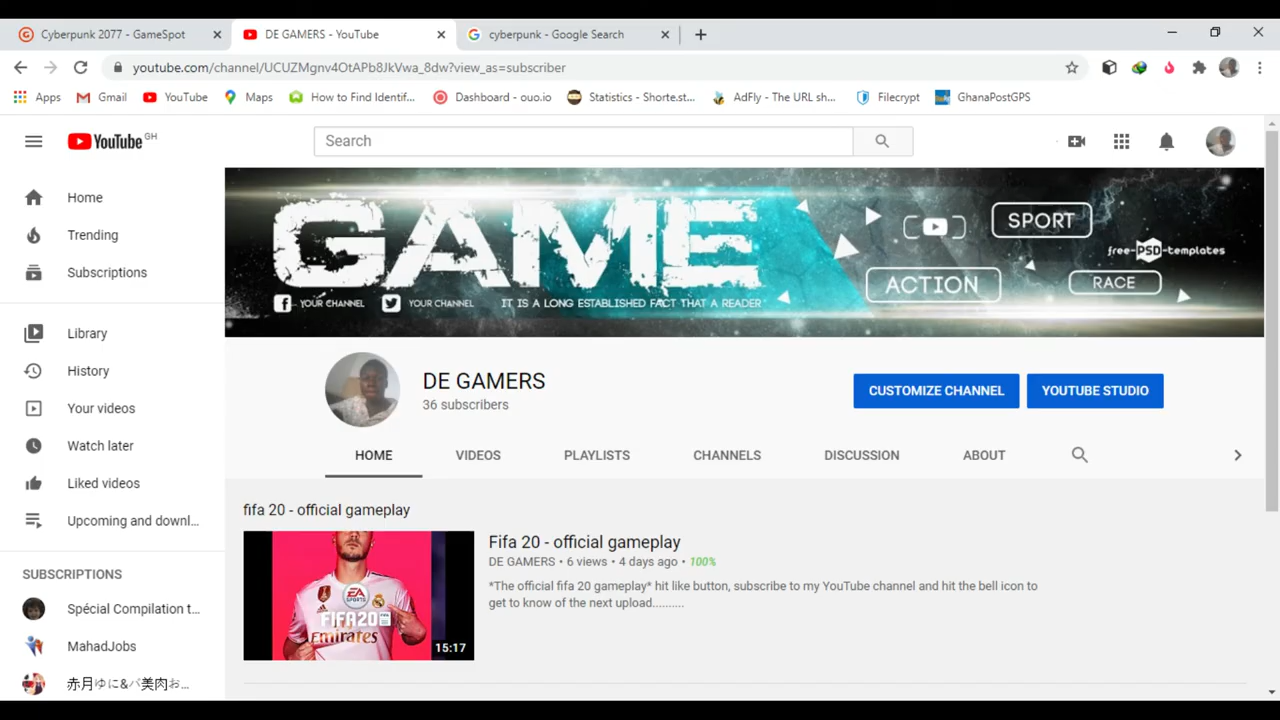 Cyberpunk 2077 - GameSpot
DE GAMERS - YouTube
cyberpunk - Google Search
youtube.com/channel/UCUZMgnv4OtAPb8JkVwa_8dw?view_as=subscriber
Apps
Gmail
YouTube
Maps
How to Find Identif...
Dashboard - ouo.io
Statistics - Shorte.st...
AdFly - The URL sh...
Filecrypt
GhanaPostGPS
YouTube GH
Search
Home
Trending
Subscriptions
Library
History
Your videos
Watch later
Liked videos
Upcoming and downl...
SUBSCRIPTIONS
Spécial Compilation t...
MahadJobs
赤月ゆに&バ美肉お...
GAME
YOUR CHANNEL
YOUR CHANNEL
IT IS A LONG ESTABLISHED FACT THAT A READER
SPORT
free-PSD-templates
ACTION
RACE
DE GAMERS
36 subscribers
CUSTOMIZE CHANNEL
YOUTUBE STUDIO
HOME
VIDEOS
PLAYLISTS
CHANNELS
DISCUSSION
ABOUT
fifa 20 - official gameplay
EA
SPORTS
FIFA20
Emirates
15:17
Fifa 20 - official gameplay
DE GAMERS • 6 views • 4 days ago • 100%
*The official fifa 20 gameplay* hit like button, subscribe to my YouTube channel and hit the bell icon to
get to know of the next upload..........